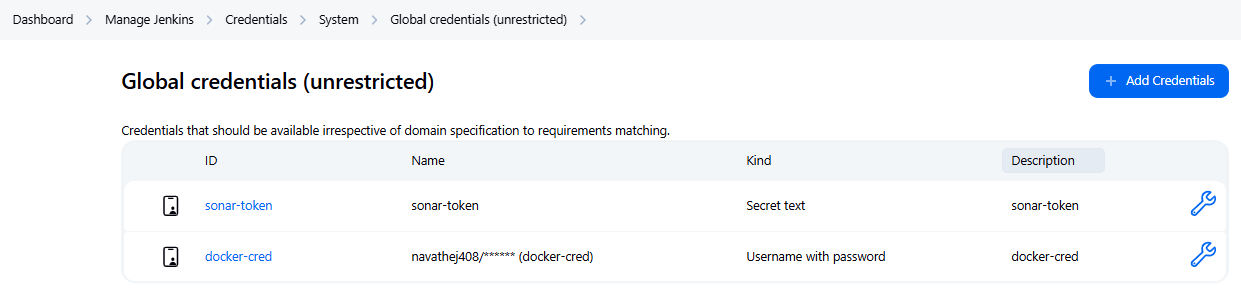 Dashboard > Manage Jenkins > Credentials > System > Global credentials (unrestricted) >
Global credentials (unrestricted)
+ Add Credentials
Credentials that should be available irrespective of domain specification to requirements matching.
ID Name Kind Description
sonar-token sonar-token Secret text sonar-token
docker-cred navathej408/****** (docker-cred) Username with password docker-cred